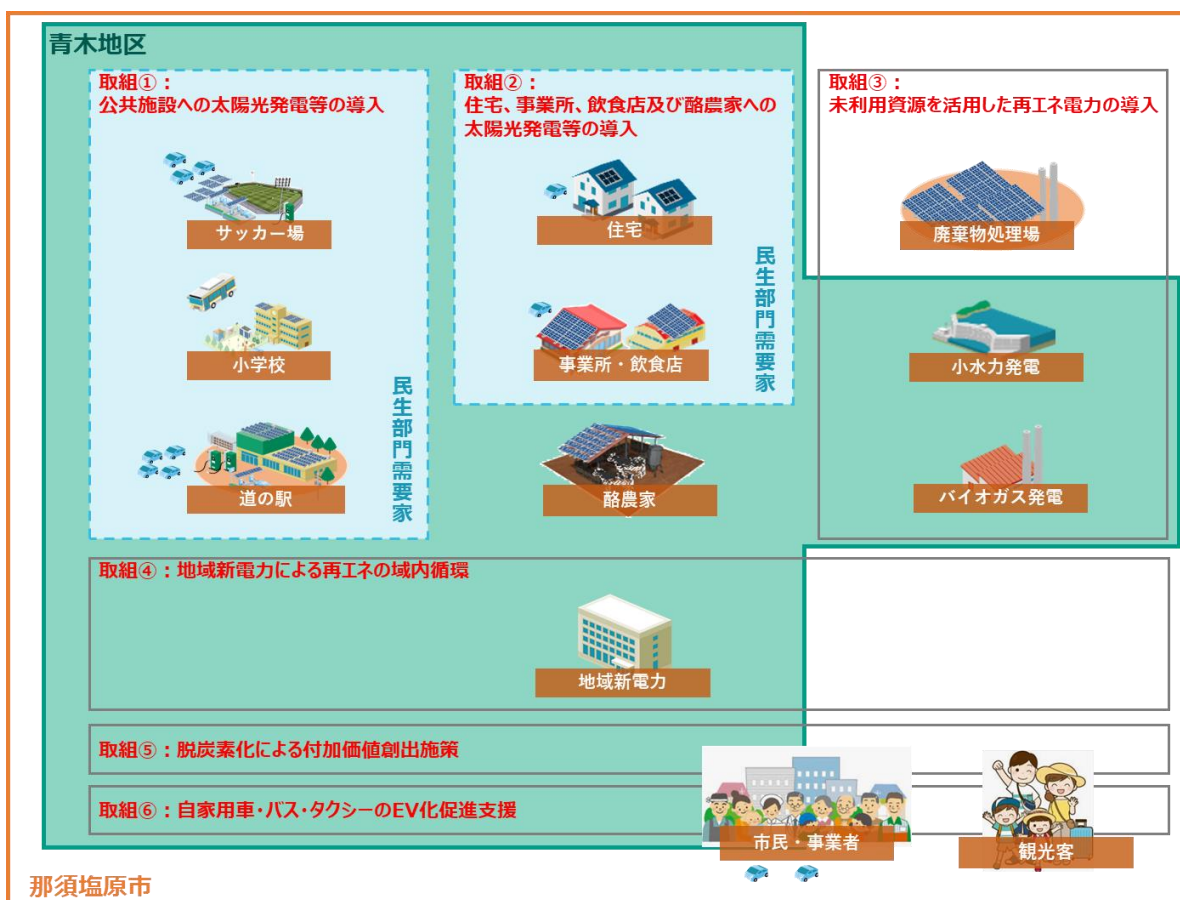 青木地区
取組①:
公共施設への太陽光発電等の導入
サッカー場
小学校
道の駅
民生部門需要家
取組②:
住宅、事業所、飲食店及び酪農家への
太陽光発電等の導入
住宅
事業所・飲食店
民生部門需要家
酪農家
取組③:
未利用資源を活用した再エネ電力の導入
廃棄物処理場
小水力発電
バイオガス発電
取組④:地域新電力による再エネの域内循環
地域新電力
取組⑤:脱炭素化による付加価値創出施策
取組⑥:自家用車・バス・タクシーのEV化促進支援
市民・事業者
観光客
那須塩原市